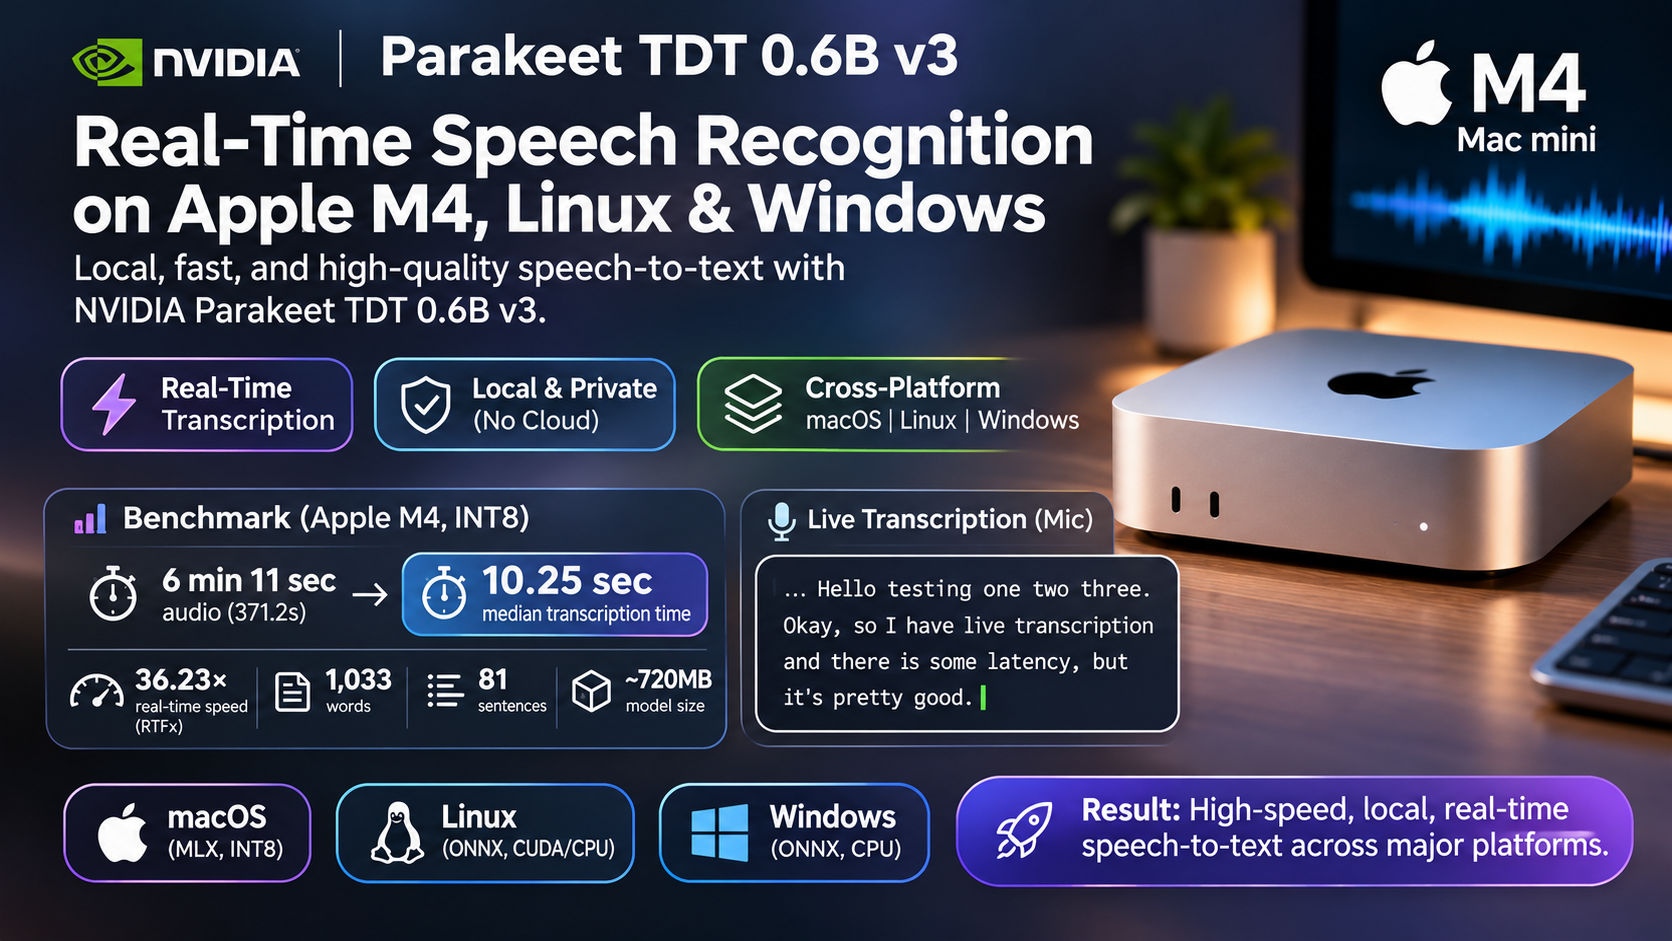 NVIDIA
Parakeet TDT 0.6B v3
M4
Mac mini
Real-Time Speech Recognition
on Apple M4, Linux & Windows
Local, fast, and high-quality speech-to-text with
NVIDIA Parakeet TDT 0.6B v3.
Real-Time
Transcription
Local & Private
(No Cloud)
Cross-Platform
macOS | Linux | Windows
Benchmark (Apple M4, INT8)
6 min 11 sec
audio (371.2s)
→
10.25 sec
median transcription time
36.23×
real-time speed
(RTFx)
1,033
words
81
sentences
~720MB
model size
Live Transcription (Mic)
... Hello testing one two three.
Okay, so I have live transcription
and there is some latency, but
it's pretty good.
macOS
(MLX, INT8)
Linux
(ONNX, CUDA/CPU)
Windows
(ONNX, CPU)
Result: High-speed, local, real-time
speech-to-text across major platforms.